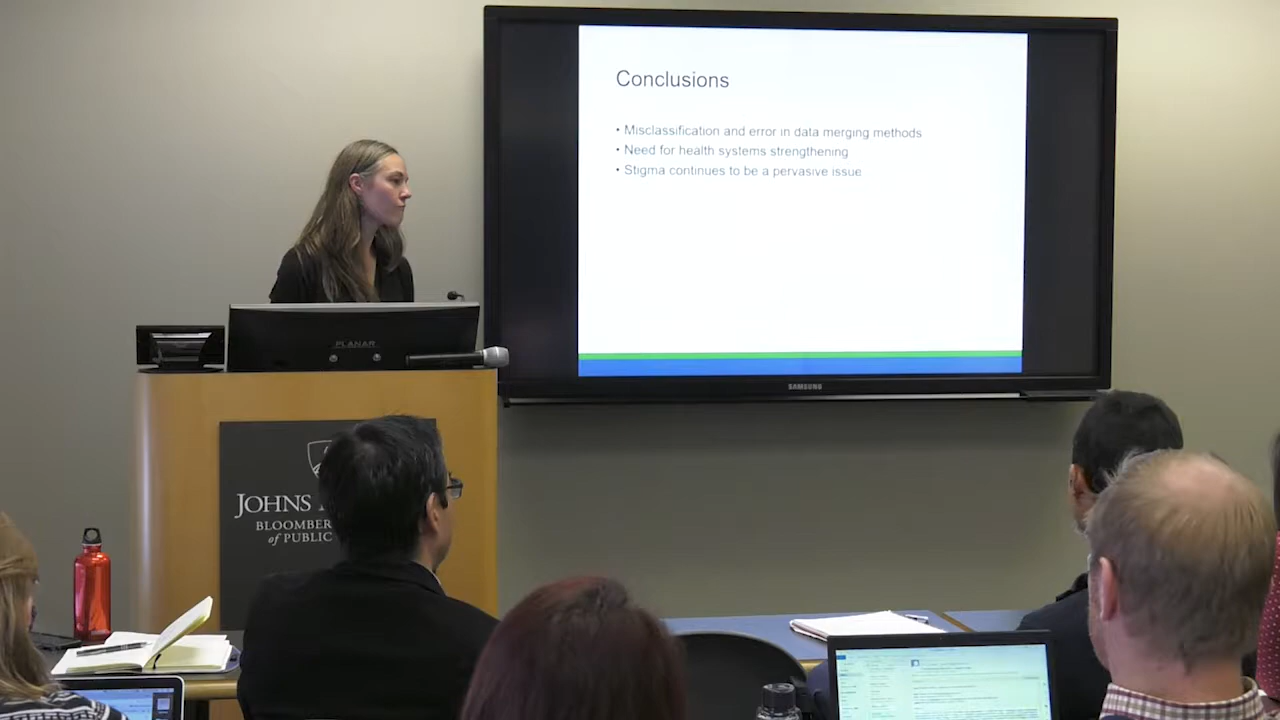 Conclusions
• Misclassification and error in data merging methods
• Need for health systems strengthening
• Stigma continues to be a pervasive issue
PLANAR
SAMSUNG
JOHNS
BLOOMBER
of PUBLIC